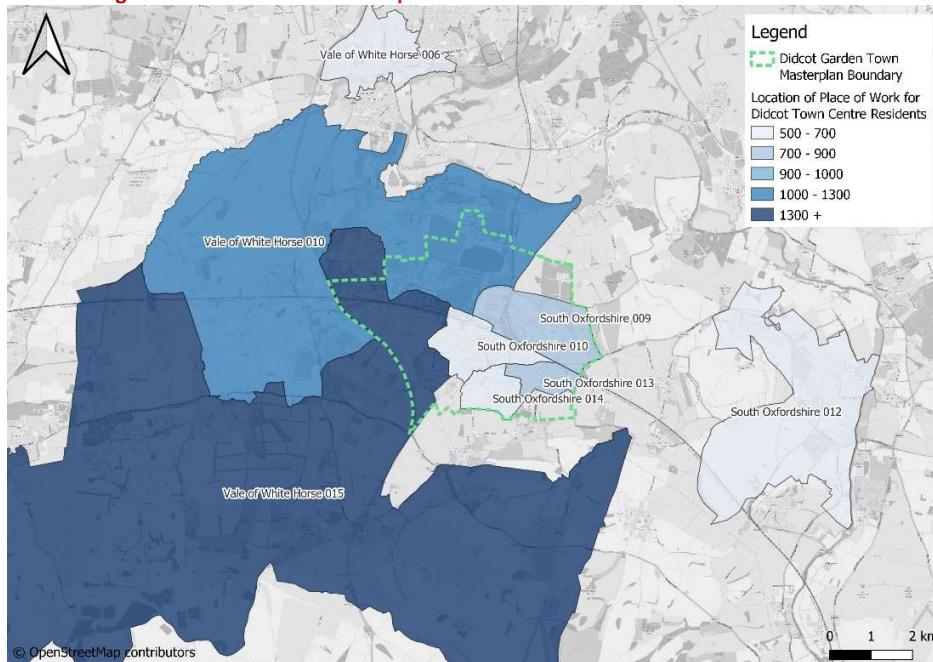 Vale of White Horse 006
Legend
Didcot Garden Town
Masterplan Boundary
Location of Place of Work for
Didcot Town Centre Residents
500 - 700
700 - 900
900 - 1000
1000 - 1300
1300 +
Vale of White Horse 010
South Oxfordshire 009
South Oxfordshire 010
South Oxfordshire 013
South Oxfordshire 014
South Oxfordshire 012
Vale of White Horse 015
0 1 2 km
© OpenStreetMap contributors